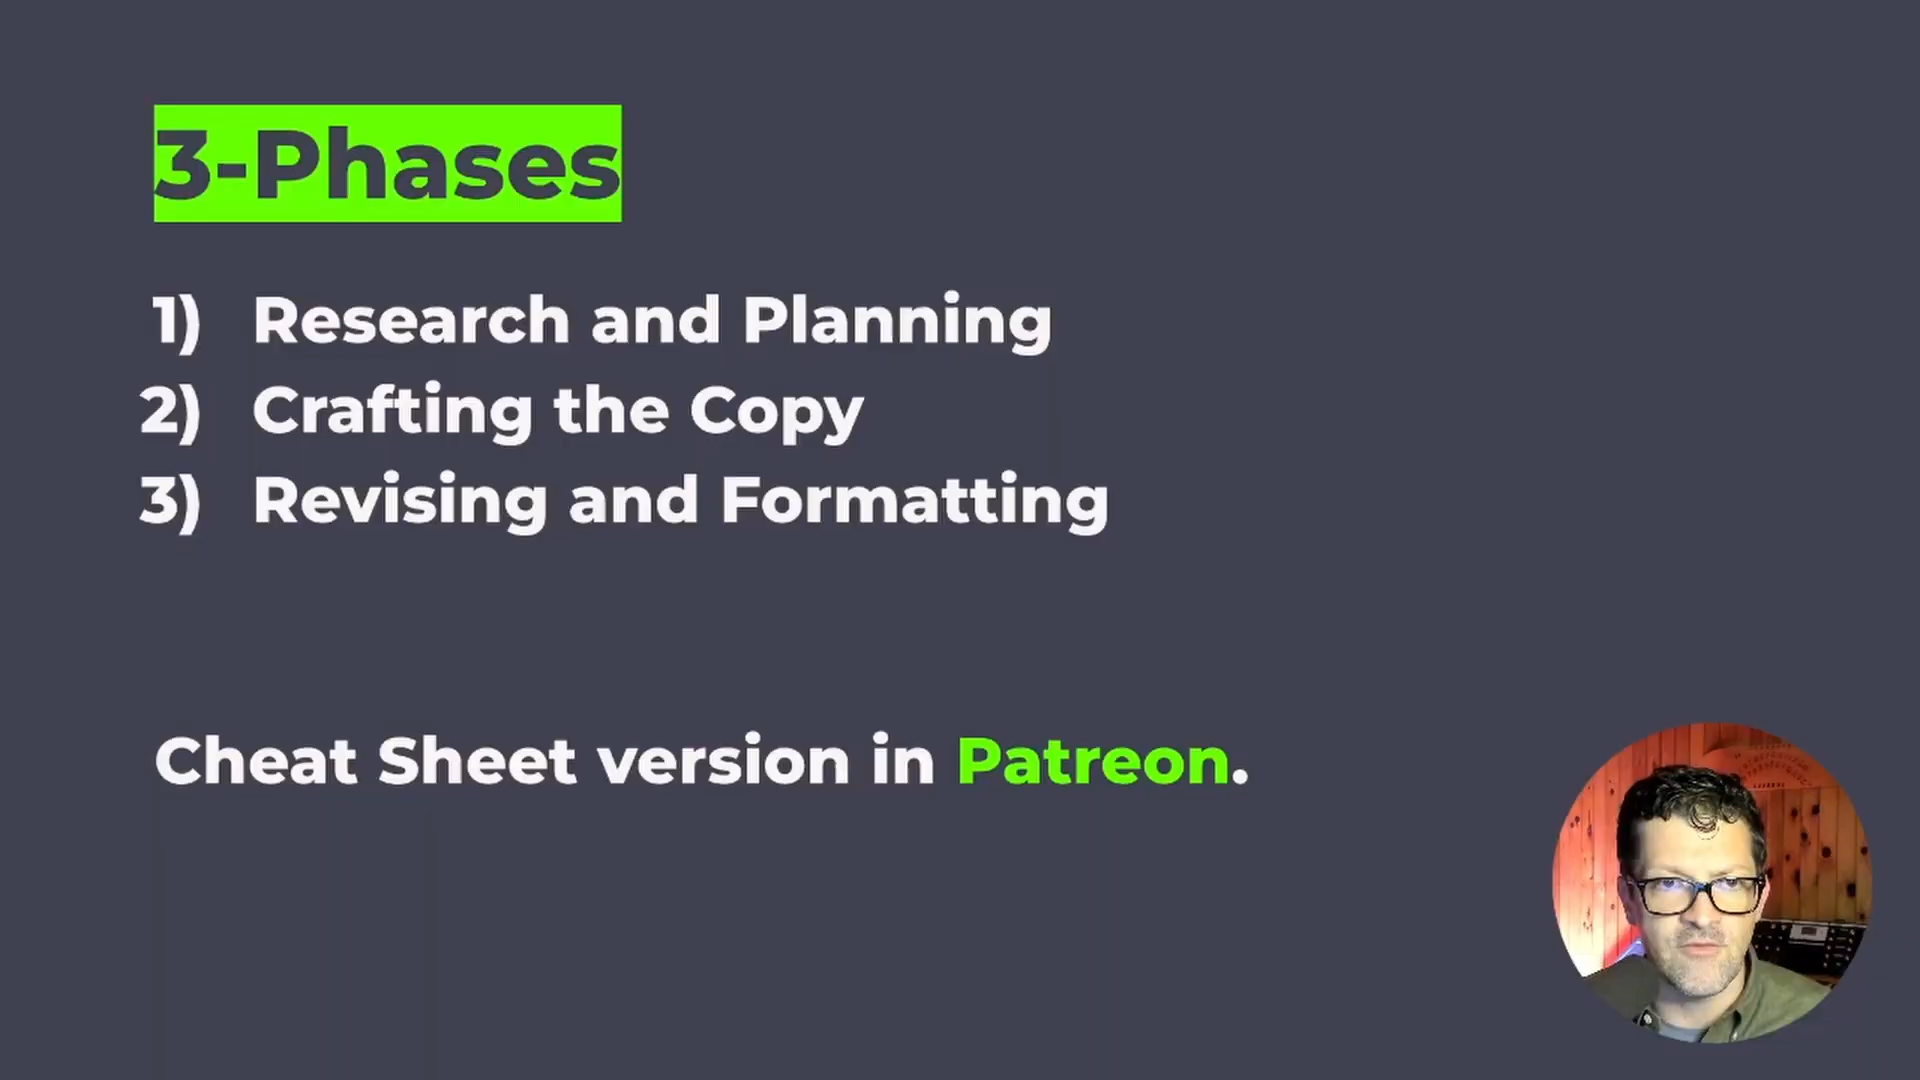 3-Phases
1) Research and Planning
2) Crafting the Copy
3) Revising and Formatting
Cheat Sheet version in Patreon.